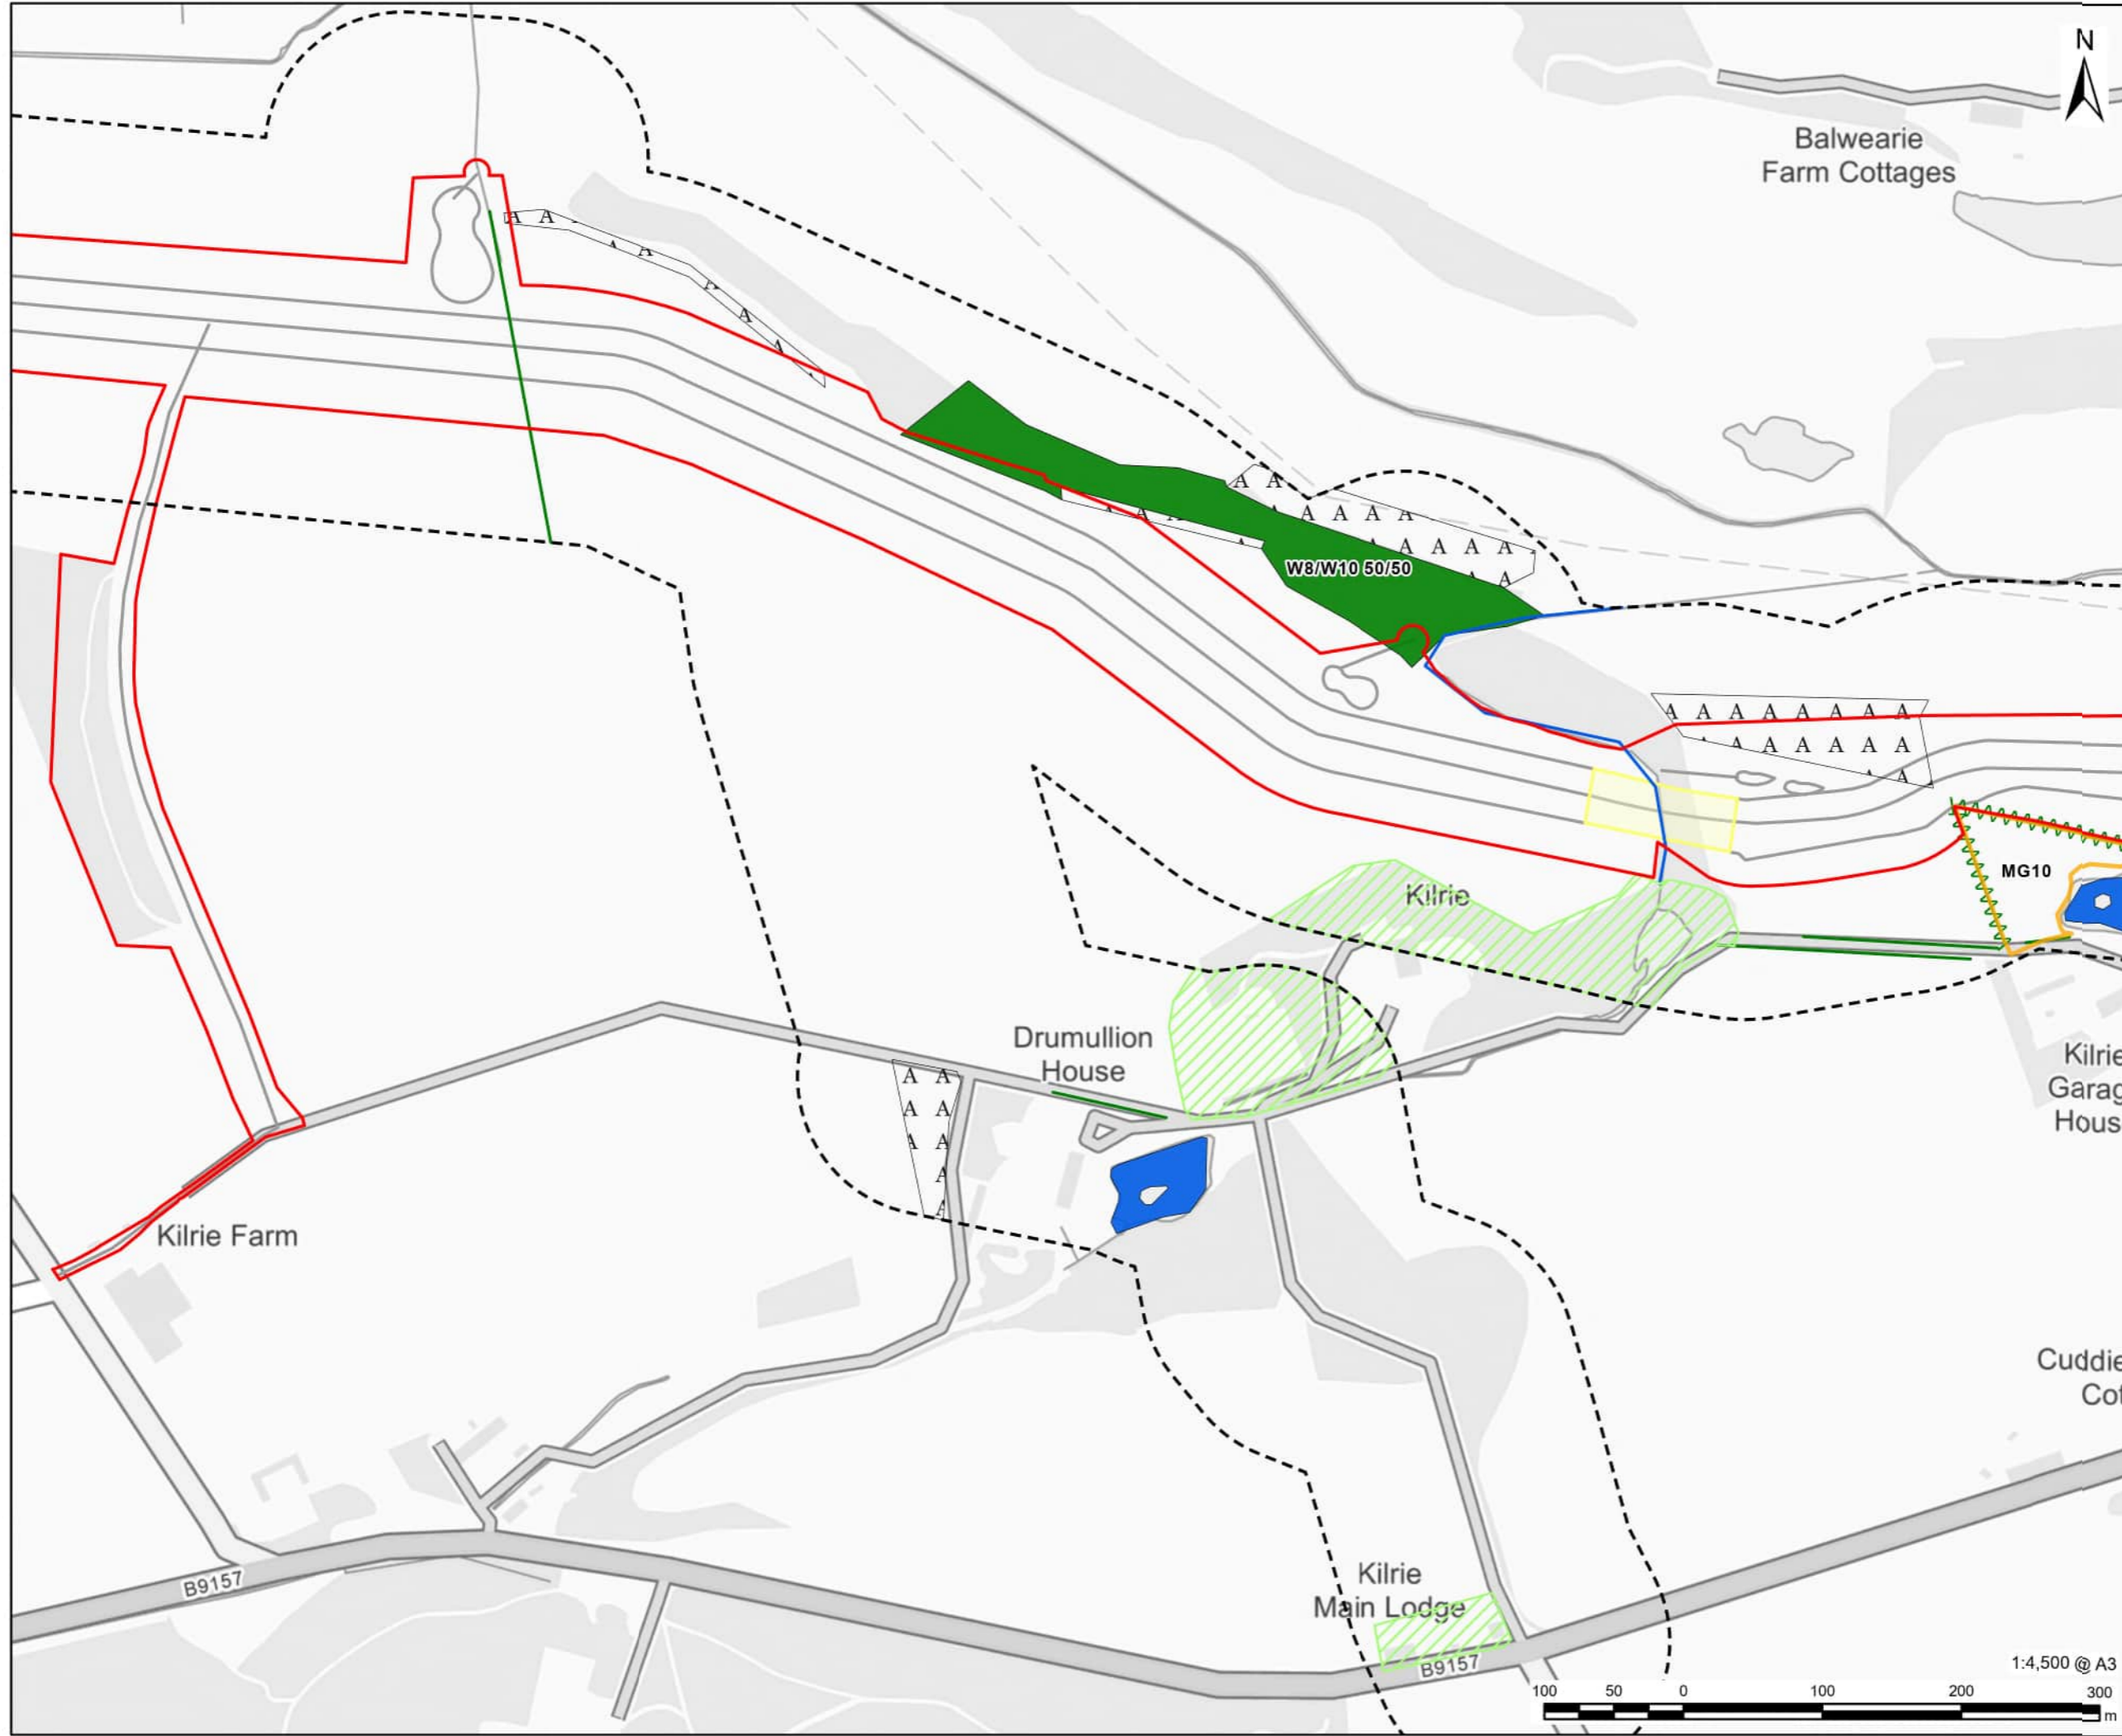 N
Balwearie
Farm Cottages
W8/W10 50/50
Kilrie
MG10
Drumullion
House
Kilrie
Garag
Hous
Kilrie Farm
Cuddie
Cot
Kilrie
Main Lodge
B9157
B9157
1:4,500 @ A3
100 50 0 100 200 300
m